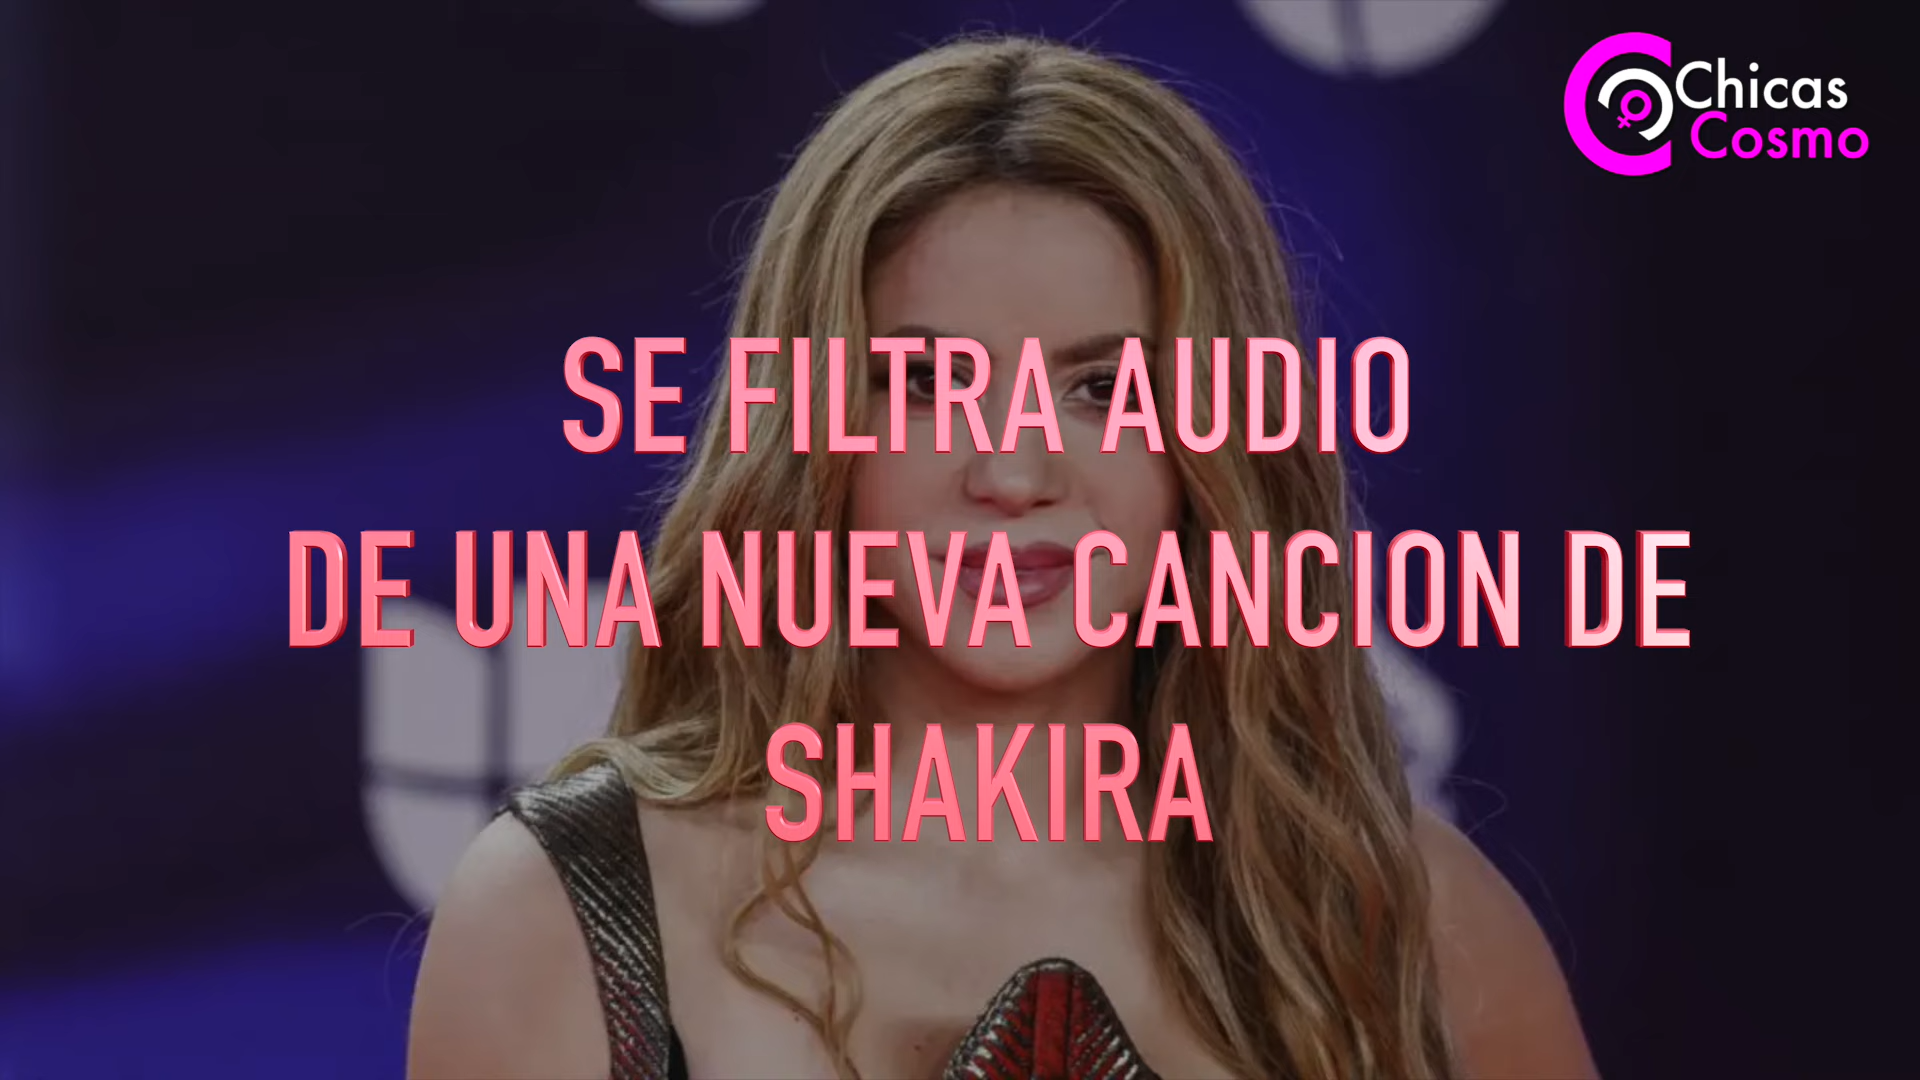 Chicas
Cosmo
SE FILTRA AUDIO
DE UNA NUEVA CANCION DE
SHAKIRA